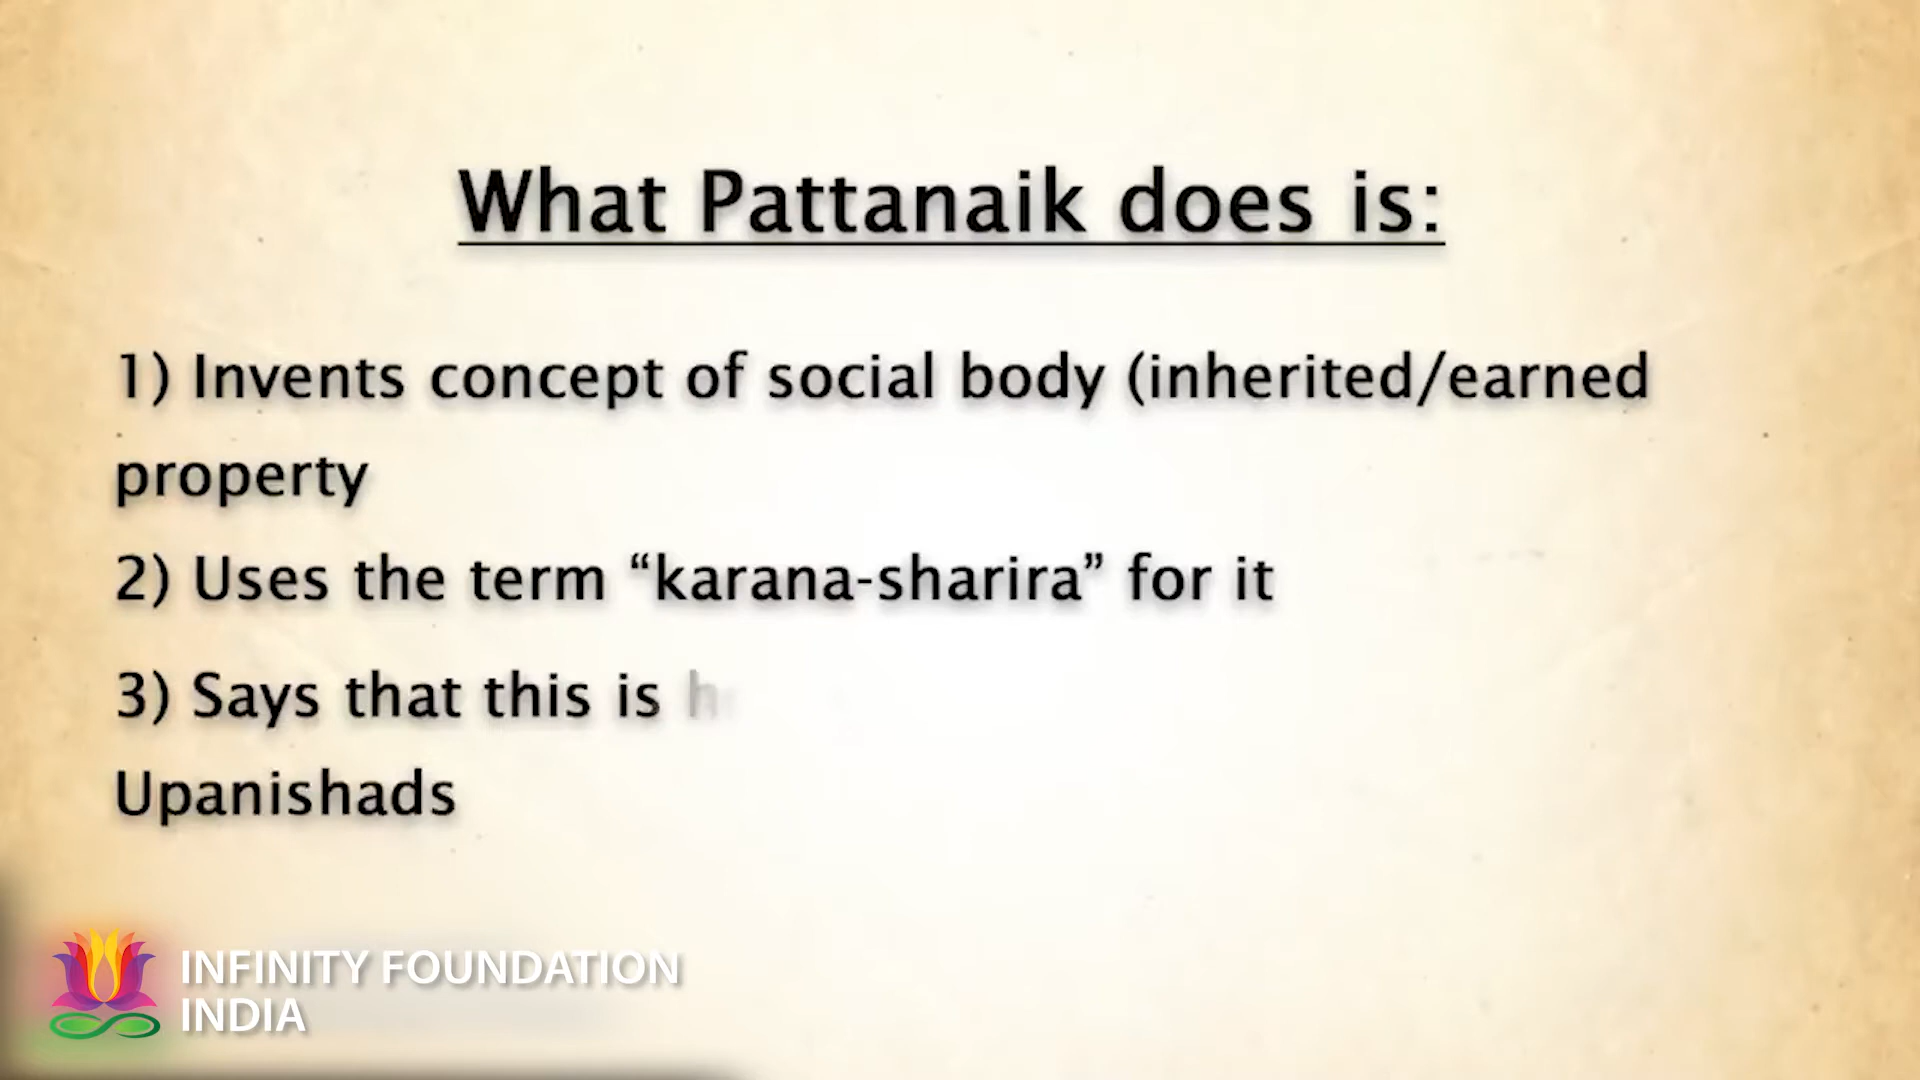 What Pattanaik does is:
1) Invents concept of social body (inherited/earned
property
2) Uses the term “karana-sharira” for it
3) Says that this is
Upanishads
INFINITY FOUNDATION
INDIA